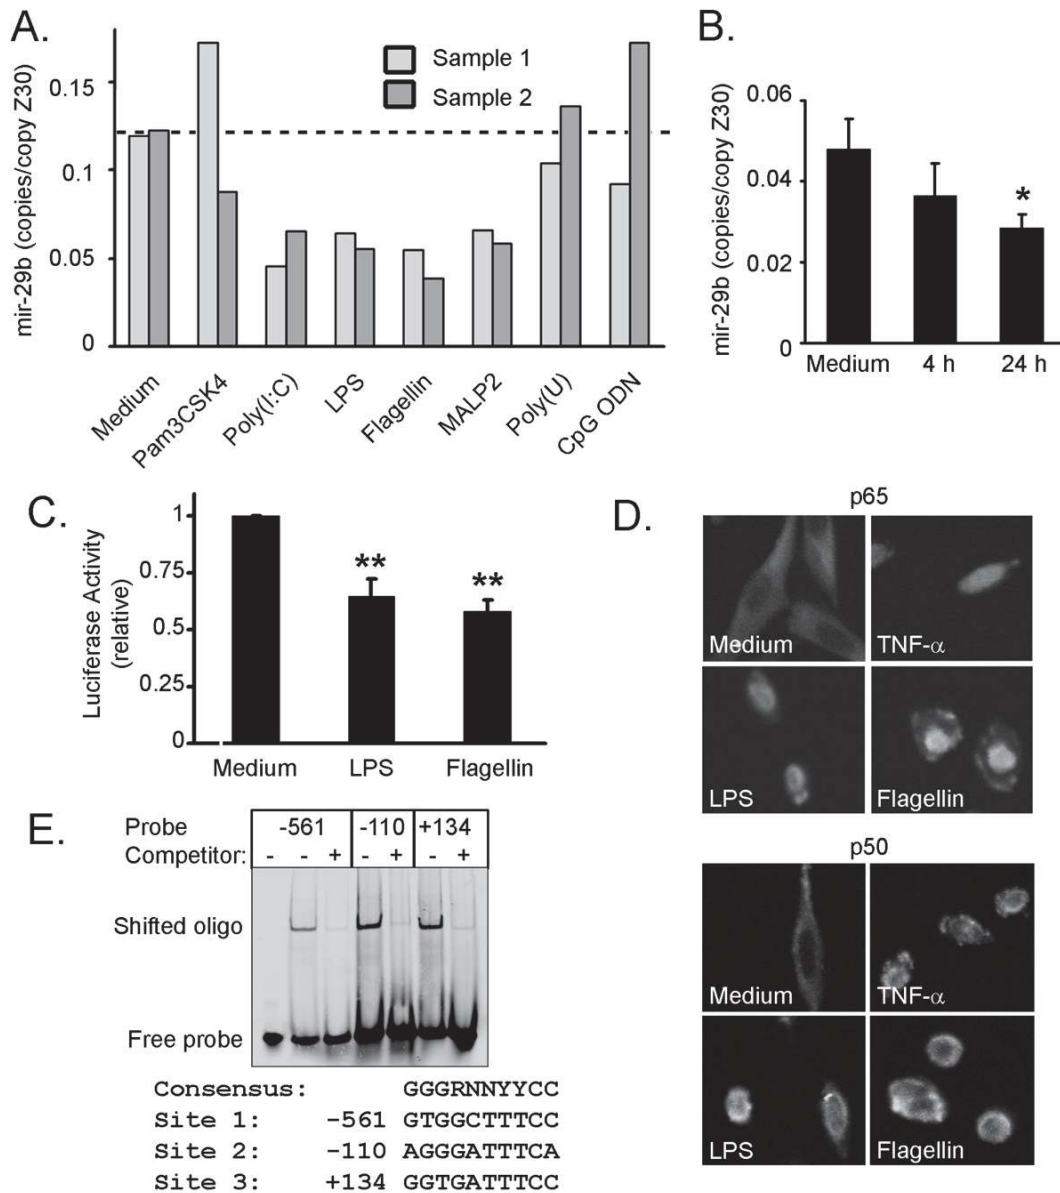 A.
mir-29b (copies/copy Z30)
0.15
0.1
0.05
0
Sample 1
Sample 2
Medium
Pam3CSK4
Poly(I:C)
LPS
Flagellin
MALP2
Poly(U)
CpG ODN
B.
mir-29b (copies/copy Z30)
0.06
0.04
0.02
0
*
Medium 4 h 24 h
C.
Luciferase Activity
(relative)
1
0.75
0.5
0.25
0
** **
Medium LPS Flagellin
D.
p65
Medium TNF-α
LPS Flagellin
p50
Medium TNF-α
LPS Flagellin
E.
Probe -561 -110 +134
Competitor: - - + - + - +
Shifted oligo
Free probe
Consensus: GGGRNNYYCC
Site 1: -561 GTGGCTTTCC
Site 2: -110 AGGGATTTCA
Site 3: +134 GGTGATTTCC